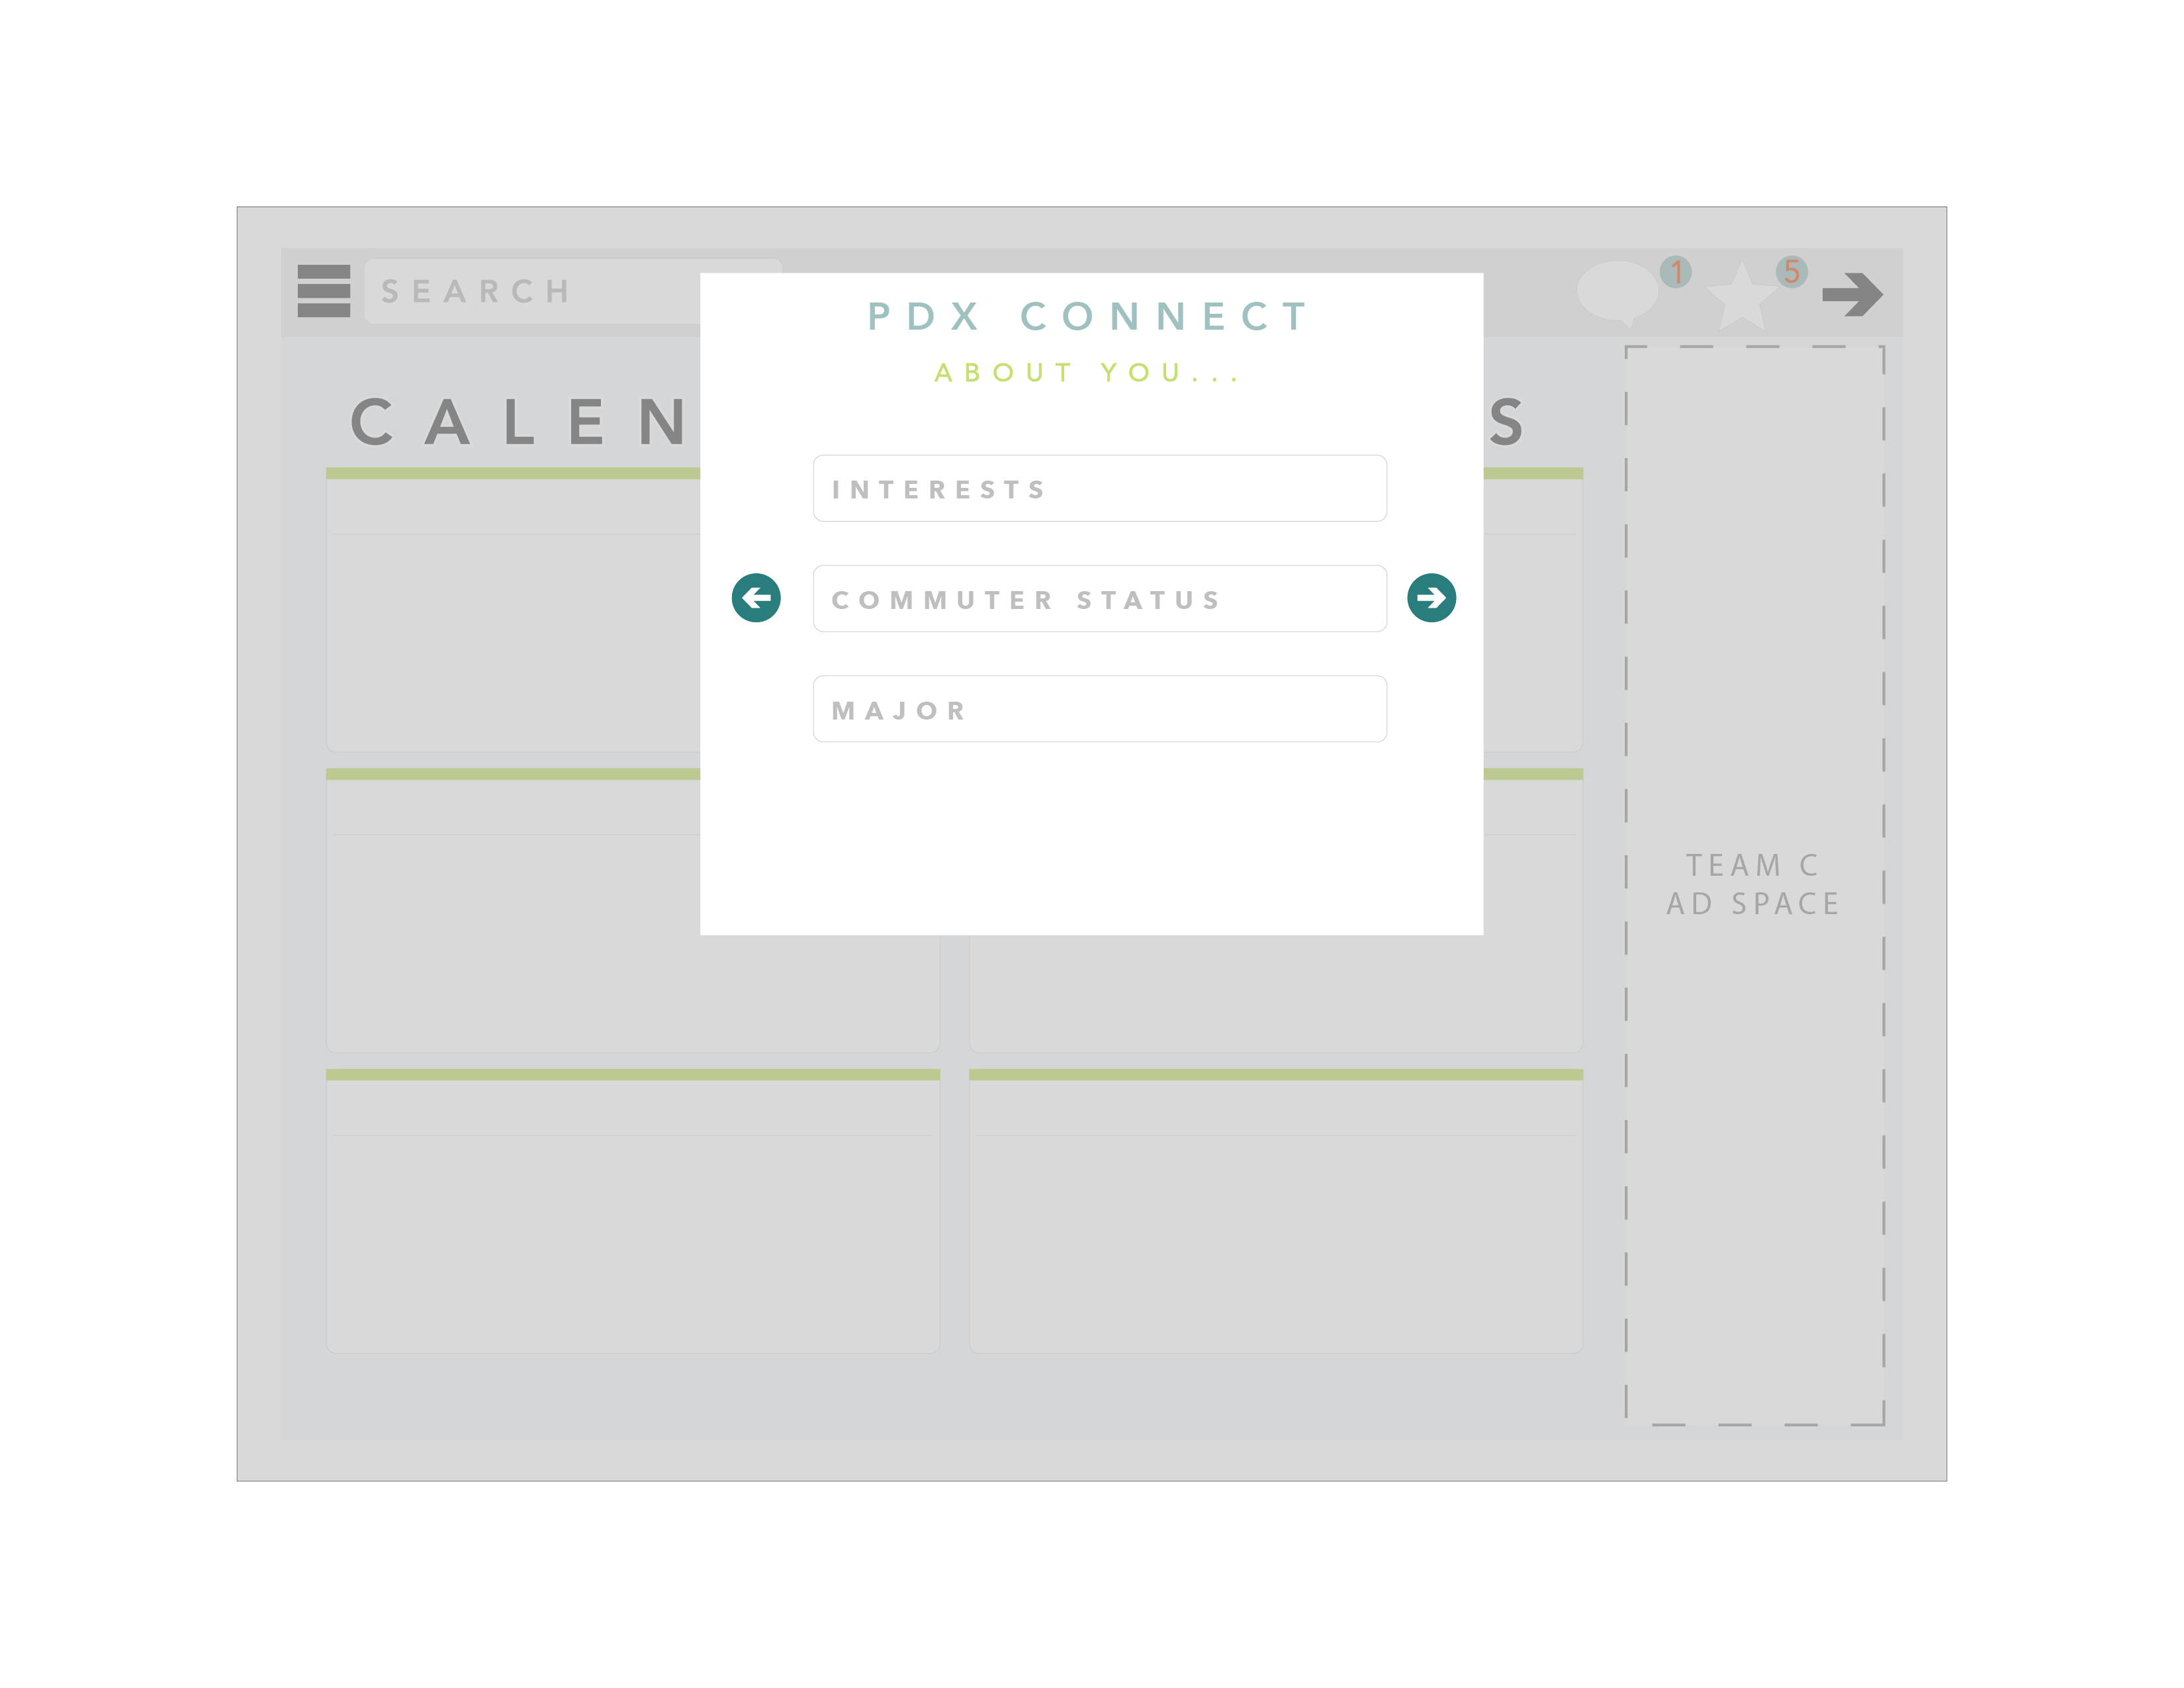 SEARCH
1
5
PDX CONNECT
ABOUT YOU...
CALEN
S
INTERESTS
COMMUTER STATUS
MAJOR
TEAM C
AD SPACE